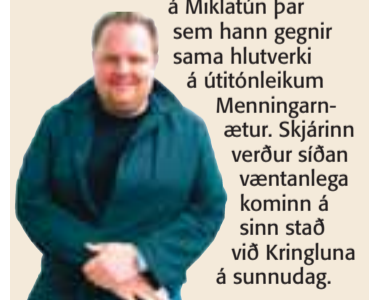 á Miklatún þar
sem hann gegnir
sama hlutverki
á útitónleikum
Menningarn-
ætur. Skjárinn
verður síðan
væntanlega
kominn á
sinn stað
við Kringluna
á sunnudag.